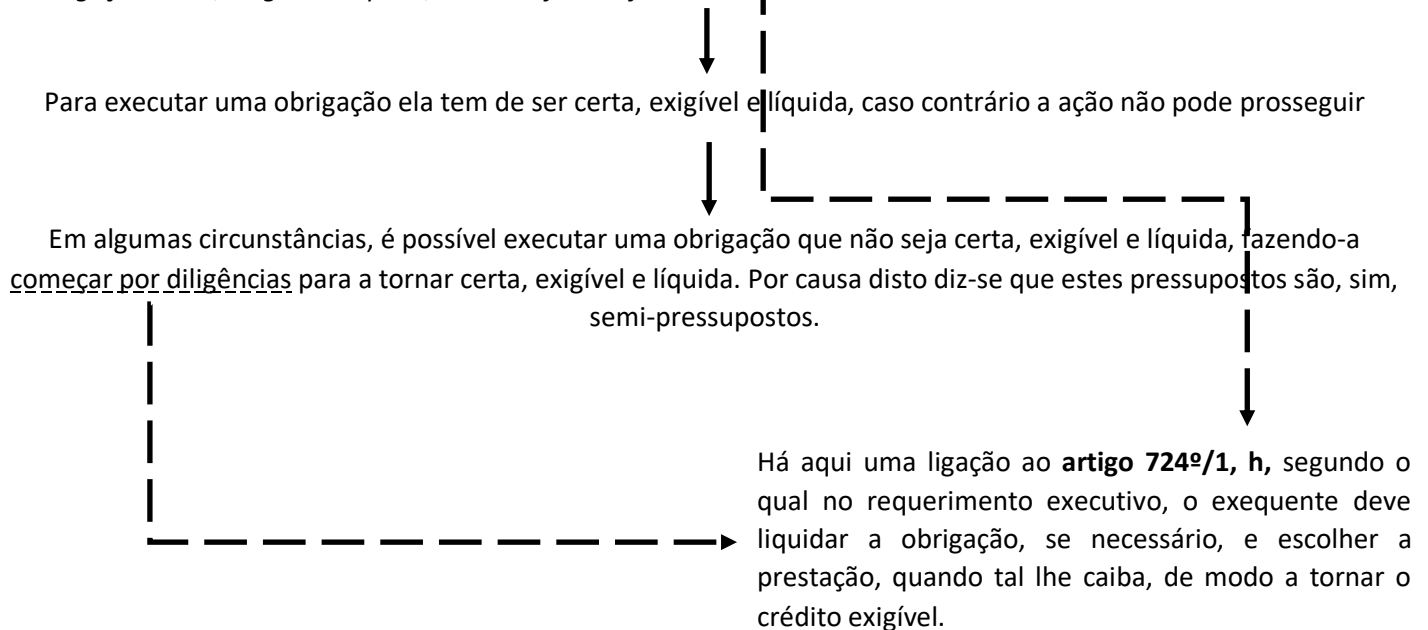 Para executar uma obrigação ela tem de ser certa, exigível e líquida, caso contrário a ação não pode prosseguir
Em algumas circunstâncias, é possível executar uma obrigação que não seja certa, exigível e líquida, fazendo-a
começar por diligências para a tornar certa, exigível e líquida. Por causa disto diz-se que estes pressupostos são, sim,
semi-pressupostos.
Há aqui uma ligação ao artigo 724º/1, h, segundo o
qual no requerimento executivo, o exequente deve
liquidar a obrigação, se necessário, e escolher a
prestação, quando tal lhe caiba, de modo a tornar o
crédito exigível.